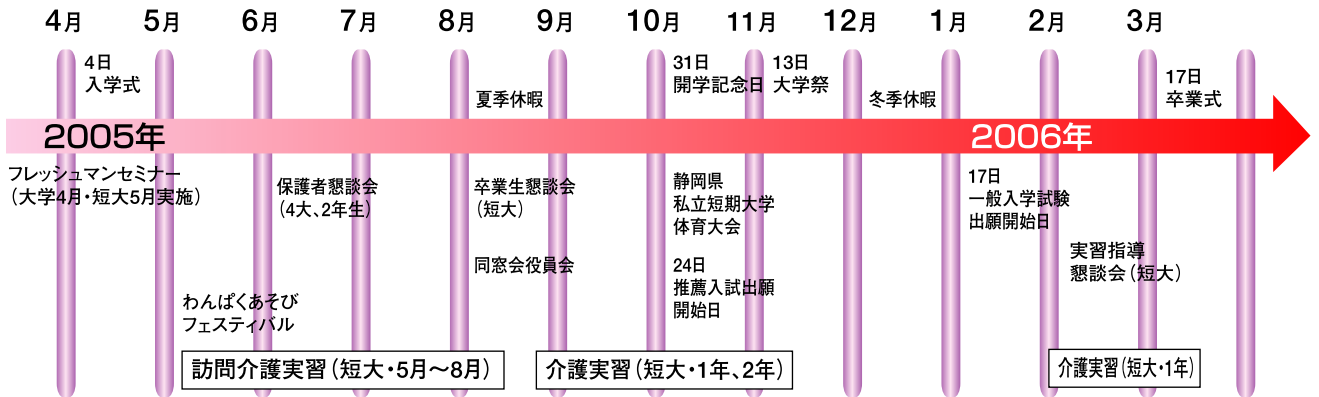 4月 5月 6月 7月 8月 9月 10月 11月 12月 1月 2月 3月
4日
入学式
夏季休暇
31日
開学記念日
13日
大学祭
冬季休暇
17日
卒業式
2005年
2006年
フレッシュマンセミナー
（大学4月・短大5月実施）
わんぱくあそび
フェスティバル
保護者懇談会
（4大、2年生）
卒業生懇談会
（短大）
同窓会役員会
静岡県
私立短期大学
体育大会
24日
推薦入試出願
開始日
17日
一般入学試験
出願開始日
実習指導
懇談会（短大）
訪問介護実習（短大・5月〜8月）
介護実習（短大・1年、2年）
介護実習（短大・1年）